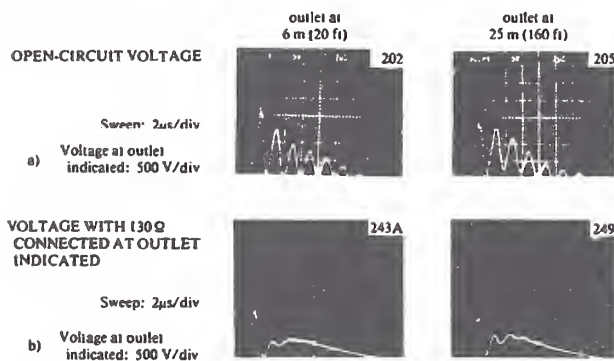 outlet at
6 m (20 ft)
outlet at
25 m (160 ft)
OPEN-CIRCUIT VOLTAGE
202
205
Sweep: 2μs/div
a) Voltage at outlet
indicated: 500 V/div
VOLTAGE WITH 130Ω
CONNECTED AT OUTLET
INDICATED
243A
249
Sweep: 2μs/div
b) Voltage at outlet
indicated: 500 V/div